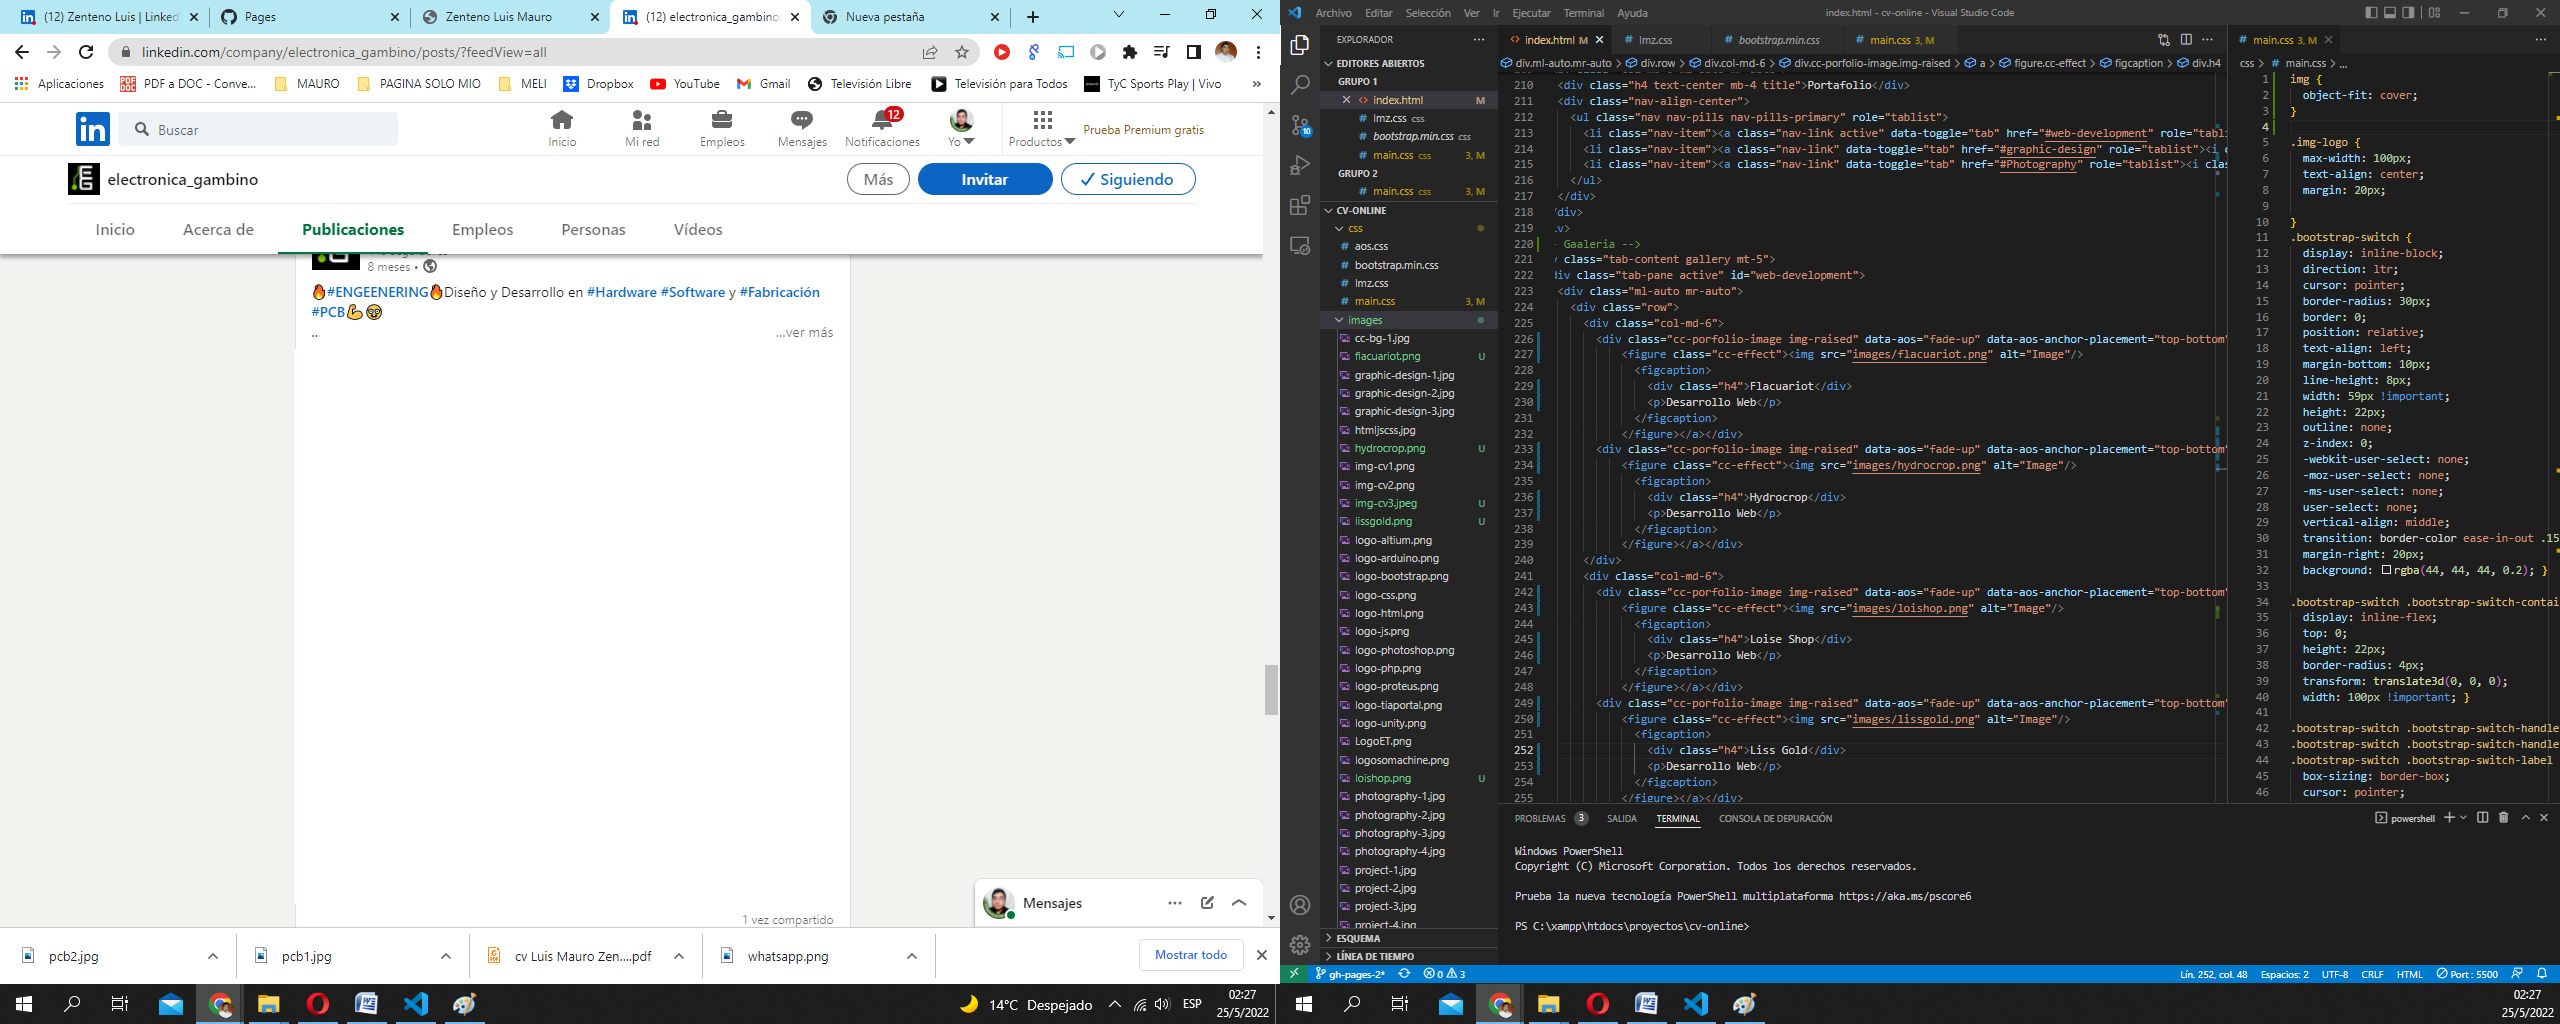 (12) Zenteno Luis | Linked
Pages
Zenteno Luis Mauro
(12) electronica_gambino
Nueva pestaña
linkedin.com/company/electronica_gambino/posts/?feedView=all
Aplicaciones
PDF a DOC - Conve...
MAURO
PAGINA SOLO MIO
MELI
Dropbox
YouTube
Gmail
Televisión Libre
Televisión para Todos
TyC Sports Play | Vivo
»
in
Buscar
Inicio
Mi red
Empleos
Mensajes
12
Notificaciones
Yo
Productos
Prueba Premium gratis
electronica_gambino
Más
Invitar
✓ Siguiendo
Inicio
Acerca de
Publicaciones
Empleos
Personas
Vídeos
8 meses •
🔥#ENGEENERING🔥Diseño y Desarrollo en #Hardware #Software y #Fabricación
#PCB💪🤓
..
...ver más
1 vez compartido
Mensajes
pcb2.jpg
pcb1.jpg
cv Luis Mauro Zen....pdf
whatsapp.png
Mostrar todo
14°C Despejado
ESP
02:27
25/5/2022
Archivo Editar Selección Ver Ir Ejecutar Terminal Ayuda
index.html - cv-online - Visual Studio Code
EXPLORADOR
EDITORES ABIERTOS
GRUPO 1
index.html M
lmz.css css
bootstrap.min.css css
main.css css 3, M
GRUPO 2
main.css css 3, M
CV-ONLINE
css
aos.css
bootstrap.min.css
lmz.css
main.css 3, M
images
cc-bg-1.jpg
flacuariot.png U
graphic-design-1.jpg
graphic-design-2.jpg
graphic-design-3.jpg
htmljscss.jpg
hydrocrop.png U
img-cv1.png
img-cv2.png
img-cv3.jpeg U
lissgold.png U
logo-altium.png
logo-arduino.png
logo-bootstrap.png
logo-css.png
logo-html.png
logo-js.png
logo-photoshop.png
logo-php.png
logo-proteus.png
logo-tiaportal.png
logo-unity.png
LogoET.png
logosomachine.png
loishop.png U
photography-1.jpg
photography-2.jpg
photography-3.jpg
photography-4.jpg
project-1.jpg
project-2.jpg
project-3.jpg
project-4.jpg
ESQUEMA
LÍNEA DE TIEMPO
index.html M
lmz.css
bootstrap.min.css
main.css 3, M
div.ml-auto.mr-auto > div.row > div.col-md-6 > div.cc-porfolio-image.img-raised > a > figure.cc-effect > figcaption > div.h4
210 <div class="h4 text-center mb-4 title">Portafolio</div>
211 <div class="nav-align-center">
212 <ul class="nav nav-pills nav-pills-primary" role="tablist">
213 <li class="nav-item"><a class="nav-link active" data-toggle="tab" href="#web-development" role="tabli
214 <li class="nav-item"><a class="nav-link" data-toggle="tab" href="#graphic-design" role="tablist"><i c
215 <li class="nav-item"><a class="nav-link" data-toggle="tab" href="#Photography" role="tablist"><i clas
216 </ul>
217 </div>
218 /div>
219 .v>
220 Gaaleria -->
221 class="tab-content gallery mt-5">
222 div class="tab-pane active" id="web-development">
223 <div class="ml-auto mr-auto">
224 <div class="row">
225 <div class="col-md-6">
226 <div class="cc-porfolio-image img-raised" data-aos="fade-up" data-aos-anchor-placement="top-bottom"
227 <figure class="cc-effect"><img src="images/flacuariot.png" alt="Image"/>
228 <figcaption>
229 <div class="h4">Flacuariot</div>
230 <p>Desarrollo Web</p>
231 </figcaption>
232 </figure></a></div>
233 <div class="cc-porfolio-image img-raised" data-aos="fade-up" data-aos-anchor-placement="top-bottom"
234 <figure class="cc-effect"><img src="images/hydrocrop.png" alt="Image"/>
235 <figcaption>
236 <div class="h4">Hydrocrop</div>
237 <p>Desarrollo Web</p>
238 </figcaption>
239 </figure></a></div>
240 </div>
241 <div class="col-md-6">
242 <div class="cc-porfolio-image img-raised" data-aos="fade-up" data-aos-anchor-placement="top-bottom"
243 <figure class="cc-effect"><img src="images/loishop.png" alt="Image"/>
244 <figcaption>
245 <div class="h4">Loise Shop</div>
246 <p>Desarrollo Web</p>
247 </figcaption>
248 </figure></a></div>
249 <div class="cc-porfolio-image img-raised" data-aos="fade-up" data-aos-anchor-placement="top-bottom"
250 <figure class="cc-effect"><img src="images/lissgold.png" alt="Image"/>
251 <figcaption>
252 <div class="h4">Liss Gold</div>
253 <p>Desarrollo Web</p>
254 </figcaption>
255 </figure></a></div>
main.css 3, M
css > # main.css > ...
1 img {
2 object-fit: cover;
3 }
4
5 .img-logo {
6 max-width: 100px;
7 text-align: center;
8 margin: 20px;
9
10 }
11 .bootstrap-switch {
12 display: inline-block;
13 direction: ltr;
14 cursor: pointer;
15 border-radius: 30px;
16 border: 0;
17 position: relative;
18 text-align: left;
19 margin-bottom: 10px;
20 line-height: 8px;
21 width: 59px !important;
22 height: 22px;
23 outline: none;
24 z-index: 0;
25 -webkit-user-select: none;
26 -moz-user-select: none;
27 -ms-user-select: none;
28 user-select: none;
29 vertical-align: middle;
30 transition: border-color ease-in-out .15
31 margin-right: 20px;
32 background: rgba(44, 44, 44, 0.2); }
33
34 .bootstrap-switch .bootstrap-switch-contai
35 display: inline-flex;
36 top: 0;
37 height: 22px;
38 border-radius: 4px;
39 transform: translate3d(0, 0, 0);
40 width: 100px !important; }
41
42 .bootstrap-switch .bootstrap-switch-handle
43 .bootstrap-switch .bootstrap-switch-handle
44 .bootstrap-switch .bootstrap-switch-label
45 box-sizing: border-box;
46 cursor: pointer;
PROBLEMAS 3 SALIDA TERMINAL CONSOLA DE DEPURACIÓN
powershell
Windows PowerShell
Copyright (C) Microsoft Corporation. Todos los derechos reservados.
Prueba la nueva tecnología PowerShell multiplataforma https://aka.ms/pscore6
PS C:\xampp\htdocs\proyectos\cv-online>
10
gh-pages-2* 0 3
Lín. 252, col. 48 Espacios: 2 UTF-8 CRLF HTML Port : 5500
02:27
25/5/2022